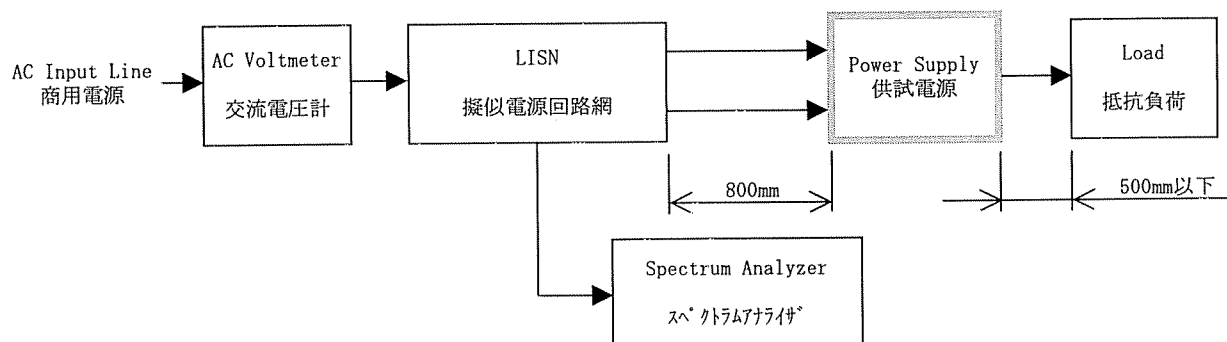 AC Input Line
商用電源
AC Voltmeter
交流電圧計
LISN
擬似電源回路網
Power Supply
供試電源
Load
抵抗負荷
800mm
500mm以下
Spectrum Analyzer
スペクトラムアナライザ